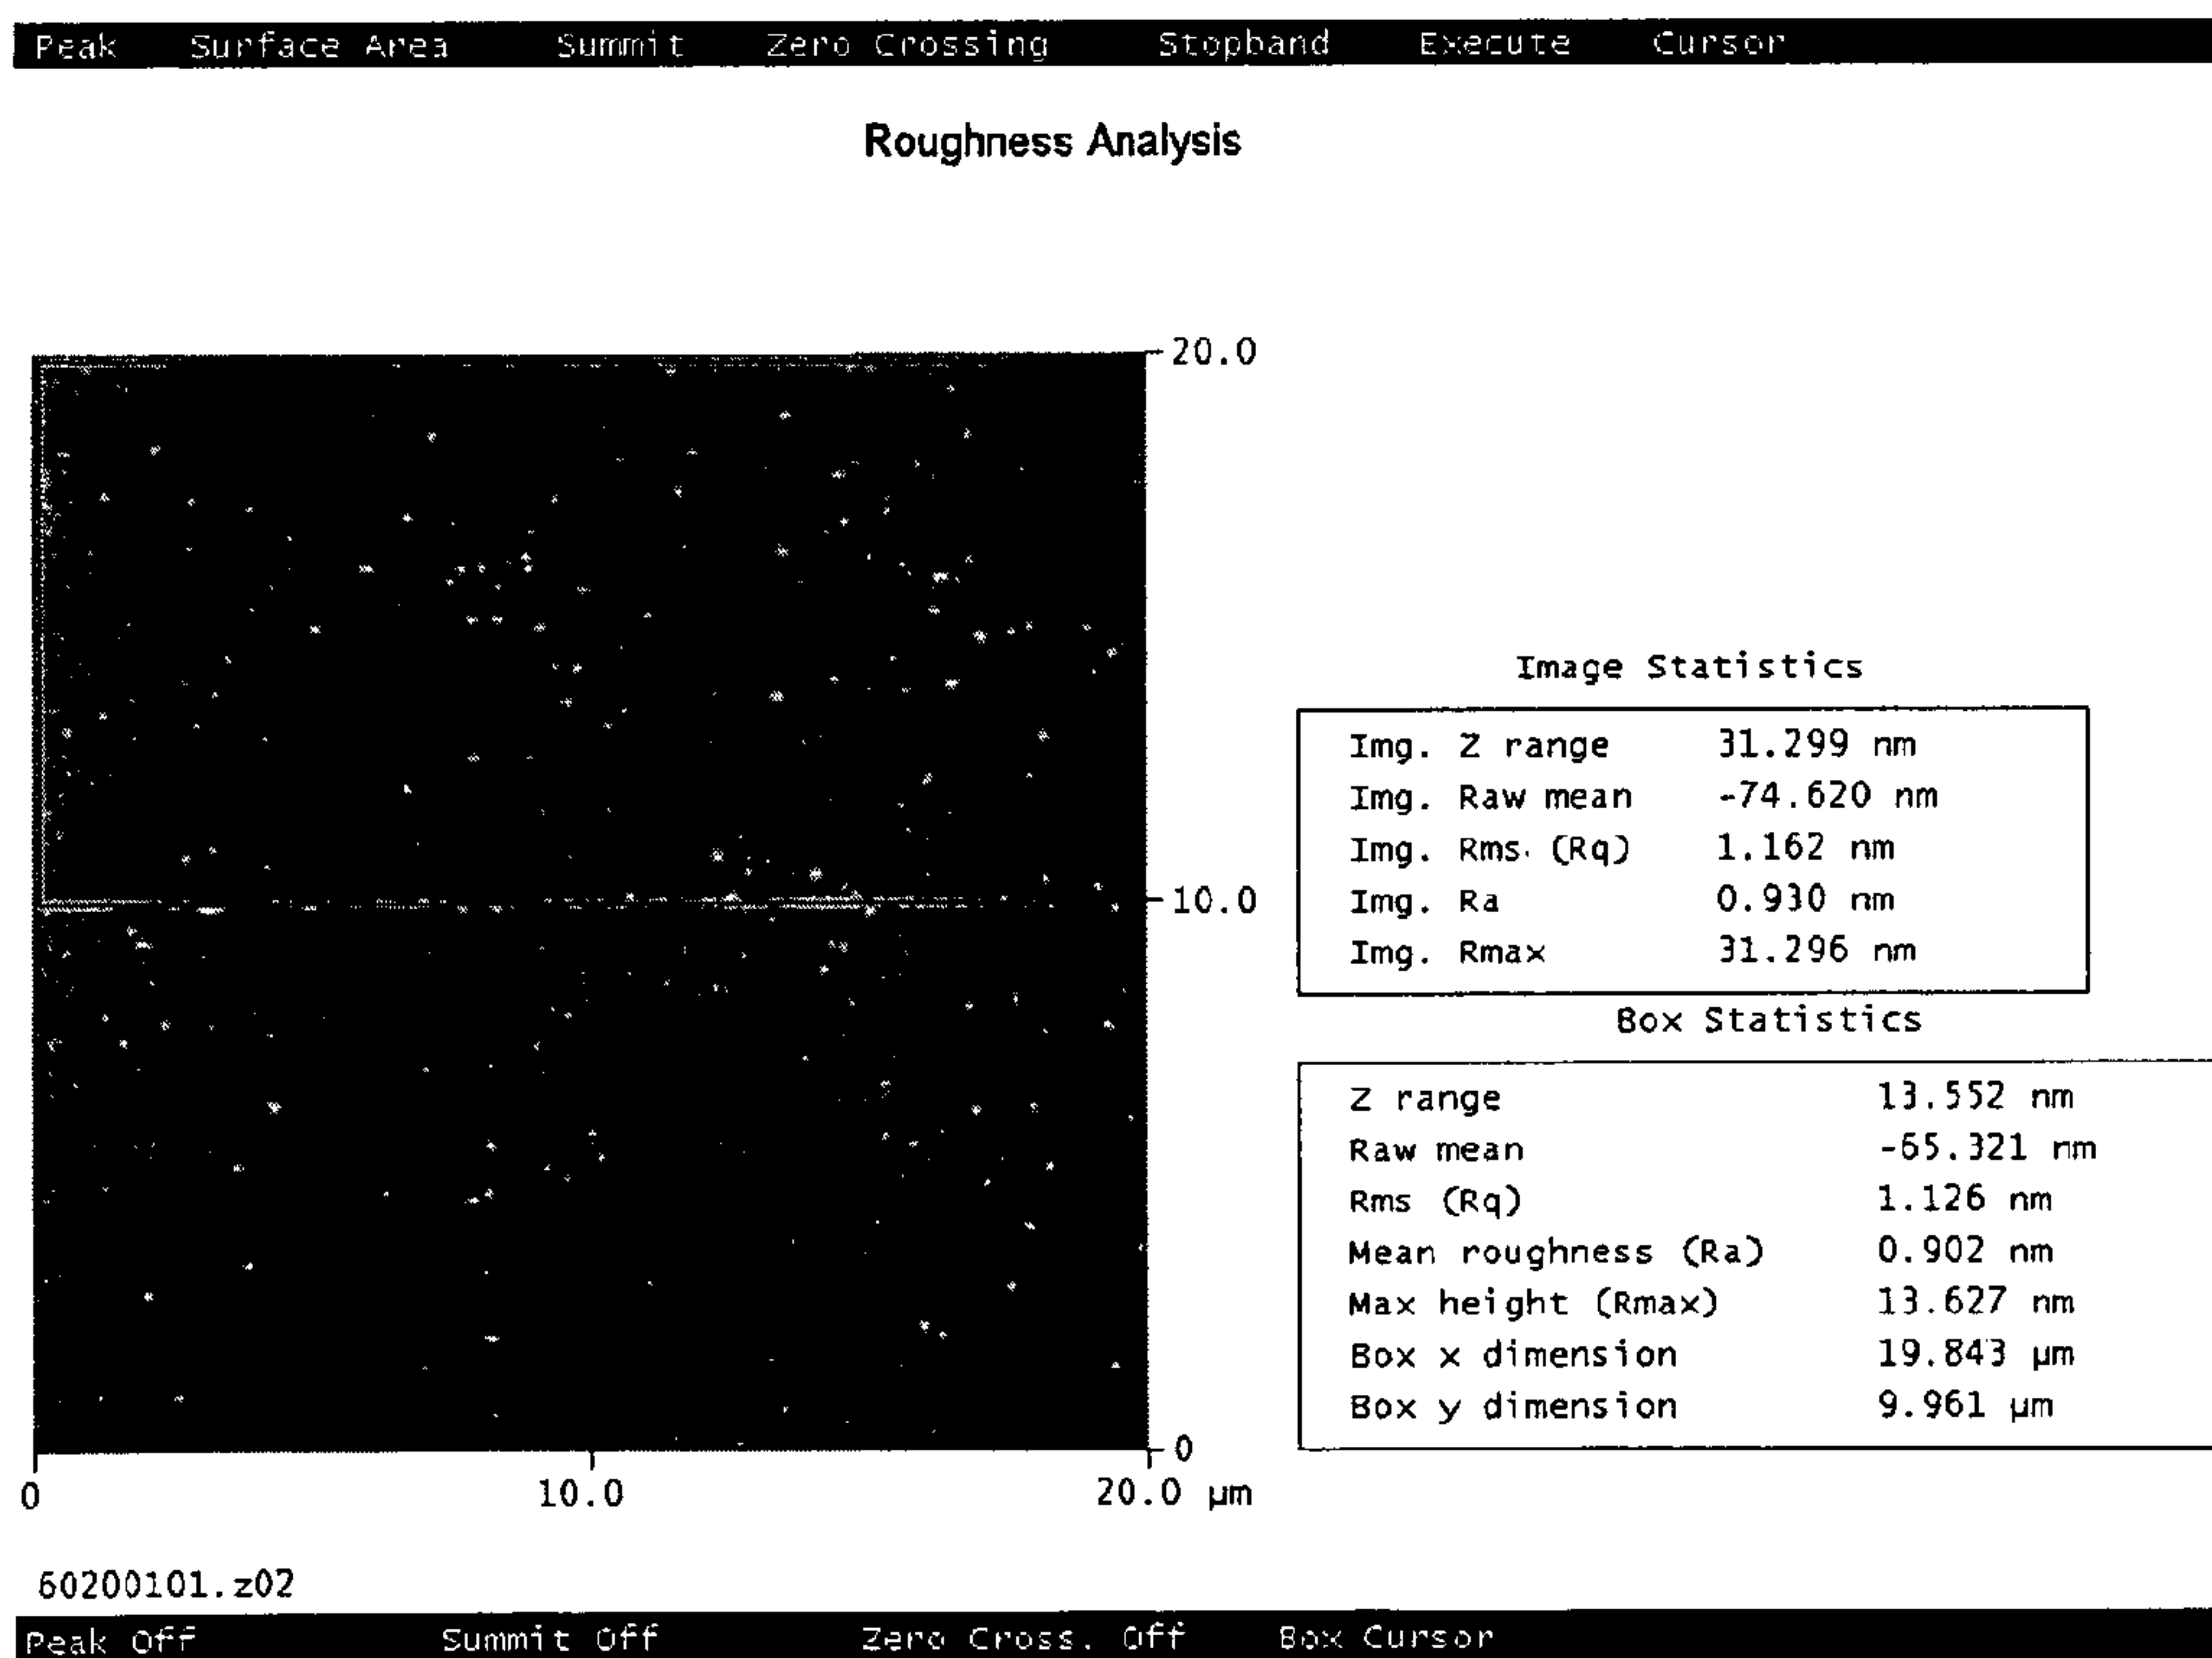 Peak Surface Area Summit Zero Crossing Stopband Execute Cursor
Roughness Analysis
20.0
10.0
0
0 10.0 20.0 µm
Image Statistics
Img. Z range 31.299 nm
Img. Raw mean -74.620 nm
Img. Rms (Rq) 1.162 nm
Img. Ra 0.930 nm
Img. Rmax 31.296 nm
Box Statistics
Z range 13.552 nm
Raw mean -65.321 nm
Rms (Rq) 1.126 nm
Mean roughness (Ra) 0.902 nm
Max height (Rmax) 13.627 nm
Box x dimension 19.843 µm
Box y dimension 9.961 µm
60200101.z02
Peak Off Summit Off Zero Cross. Off Box Cursor